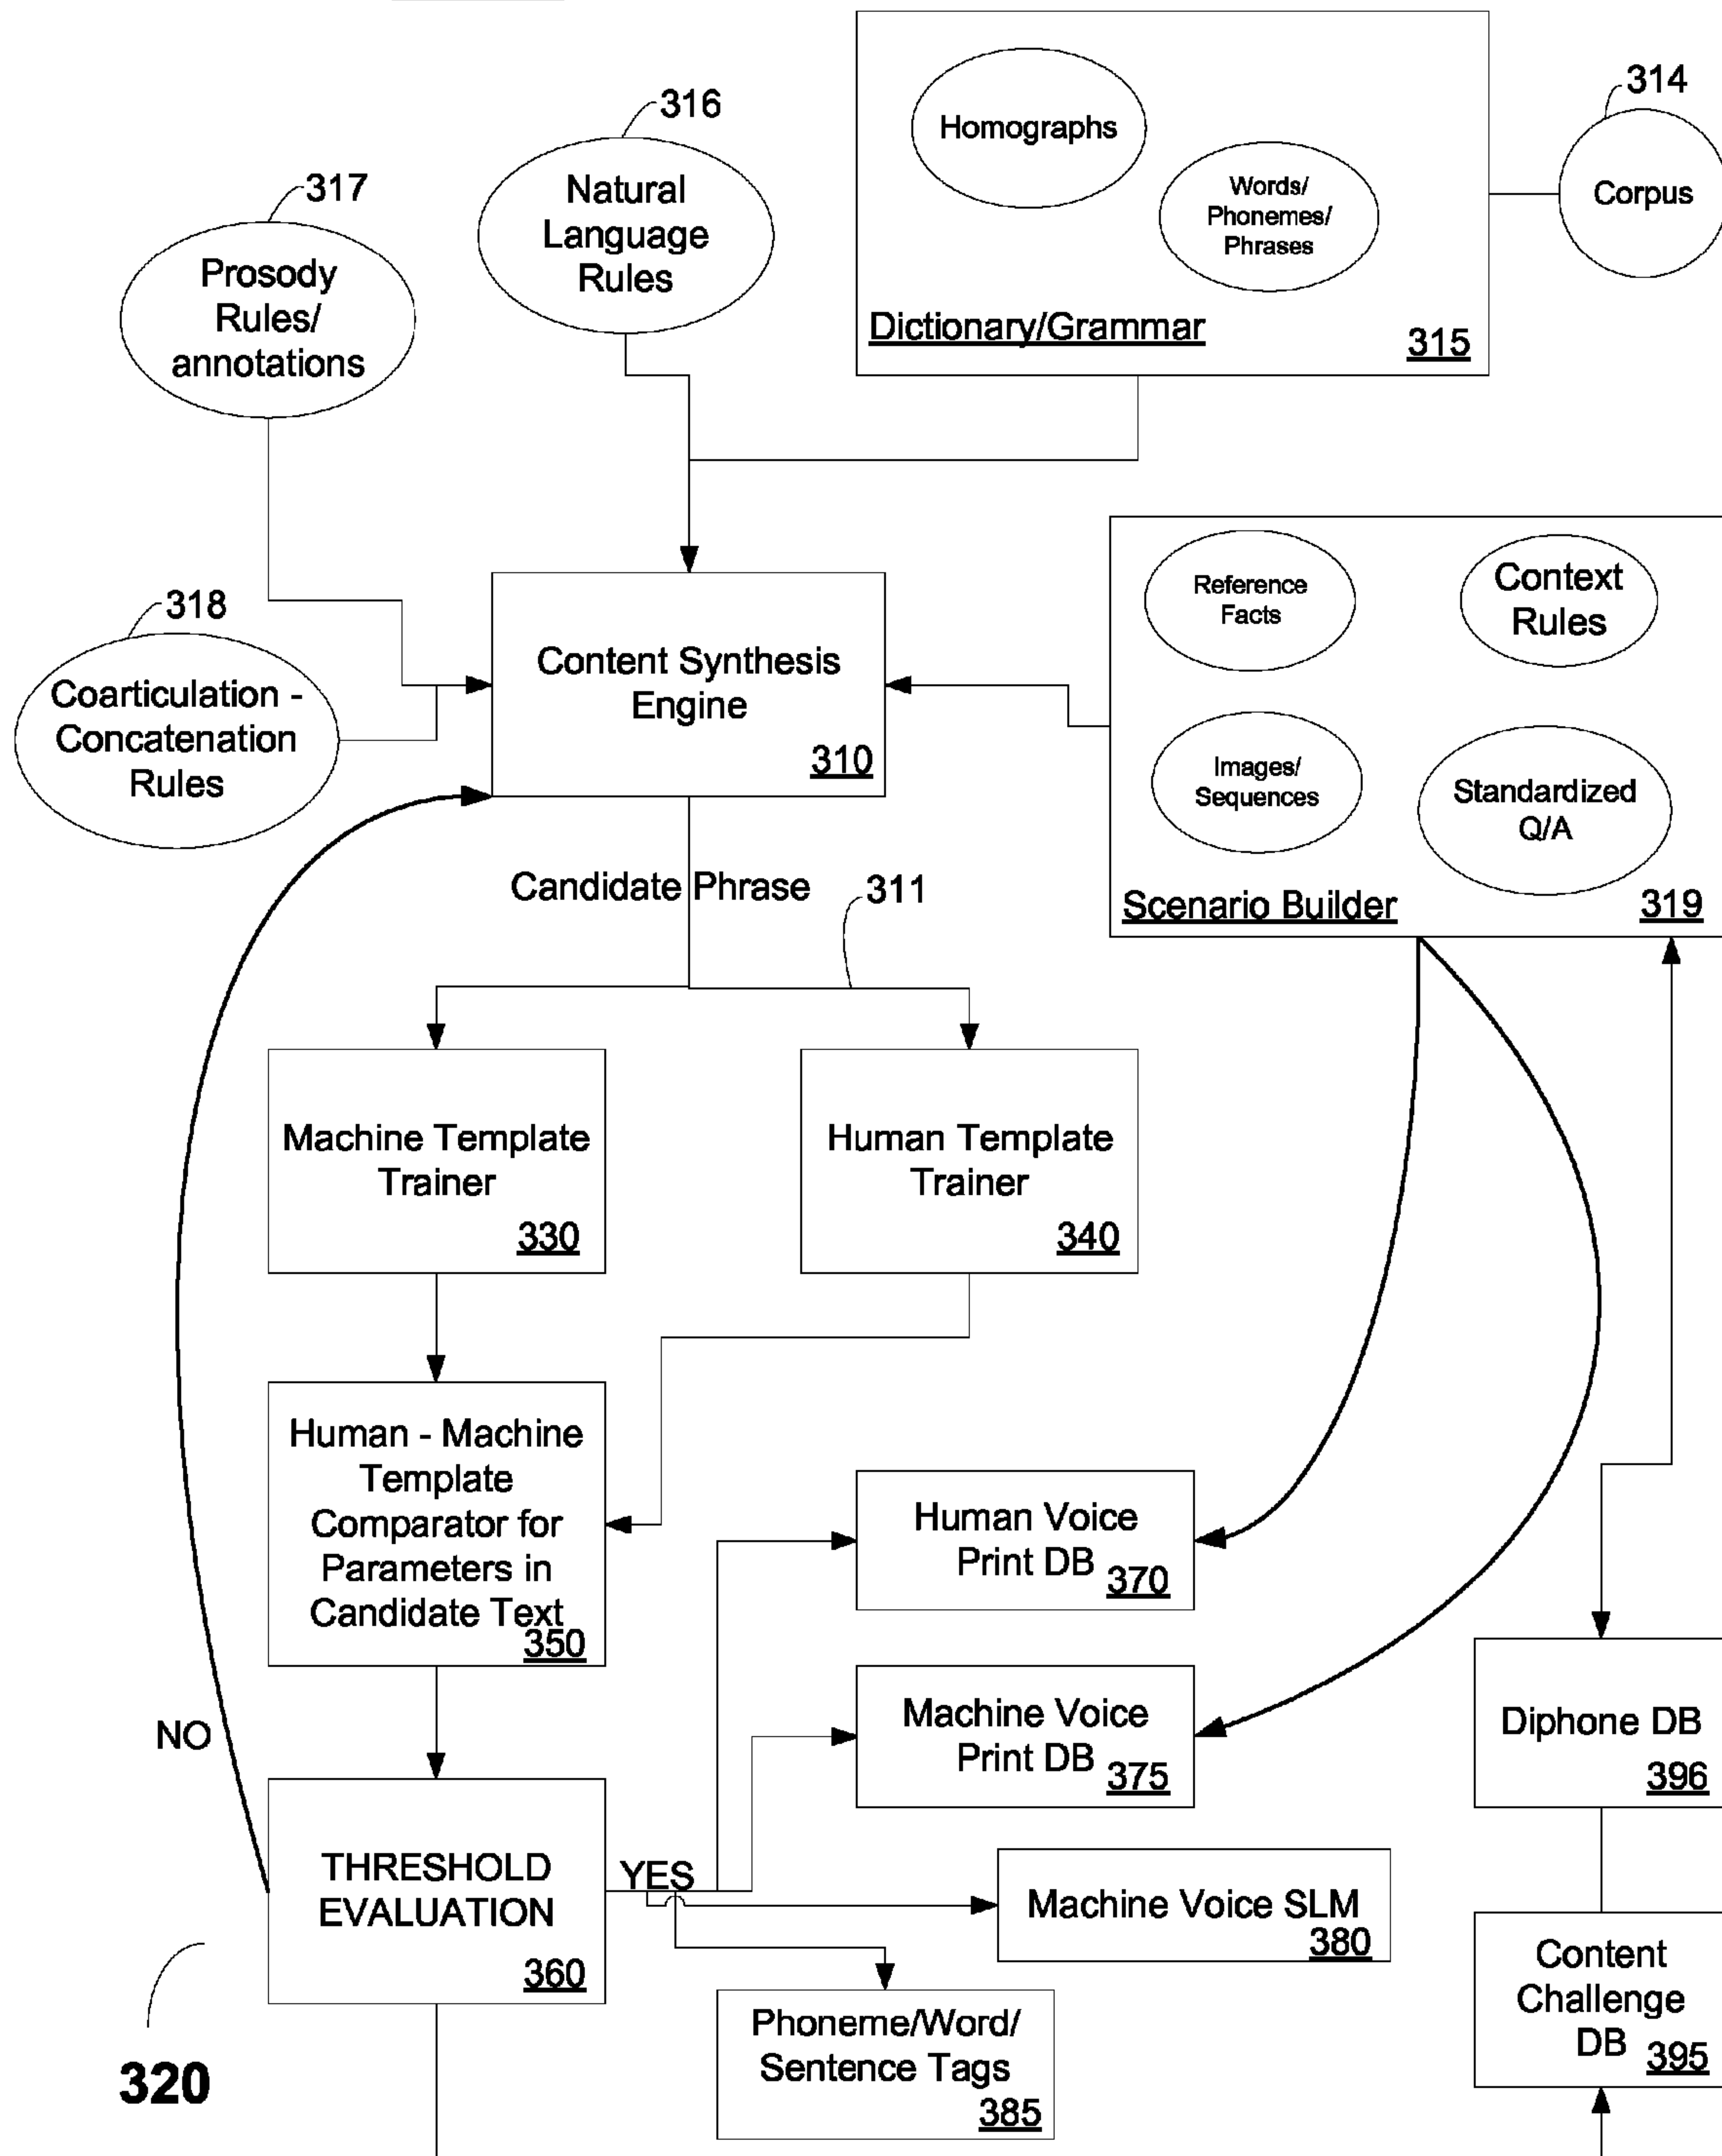 316
Natural
Language
Rules
317
Prosody
Rules/
annotations
318
Coarticulation -
Concatenation
Rules
Homographs
Words/
Phonemes/
Phrases
Dictionary/Grammar
315
314
Corpus
Content Synthesis
Engine
310
Reference
Facts
Context
Rules
Images/
Sequences
Standardized
Q/A
Scenario Builder
319
Candidate Phrase
311
Machine Template
Trainer
330
Human Template
Trainer
340
Human - Machine
Template
Comparator for
Parameters in
Candidate Text
350
Human Voice
Print DB
370
Machine Voice
Print DB
375
Diphone DB
396
NO
THRESHOLD
EVALUATION
360
YES
Machine Voice SLM
380
Phoneme/Word/
Sentence Tags
385
Content
Challenge
DB
395
320